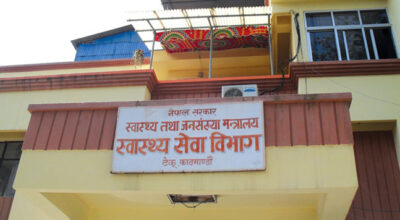 नेपाल सरकार
स्वास्थ्य तथा जनसंख्या मन्त्रालय
स्वास्थ्य सेवा विभाग
टेकु, काठमाण्डौ